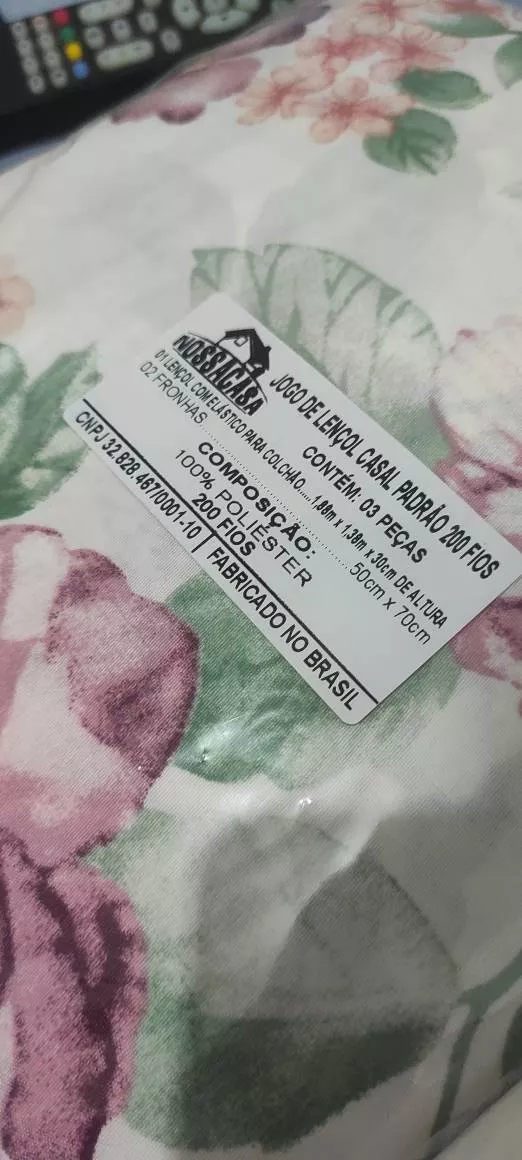 NOSSACASA
JOGO DE LENÇOL CASAL PADRÃO 200 FIOS
CONTÉM: 03 PEÇAS
01 LENÇOL COM ELÁSTICO PARA COLCHÃO.....1,88m x 1,38m x 30cm DE ALTURA
02 FRONHAS.................................50cm x 70cm
COMPOSIÇÃO:
100% POLIÉSTER
200 FIOS
CNPJ 32.828.467/0001-10 | FABRICADO NO BRASIL